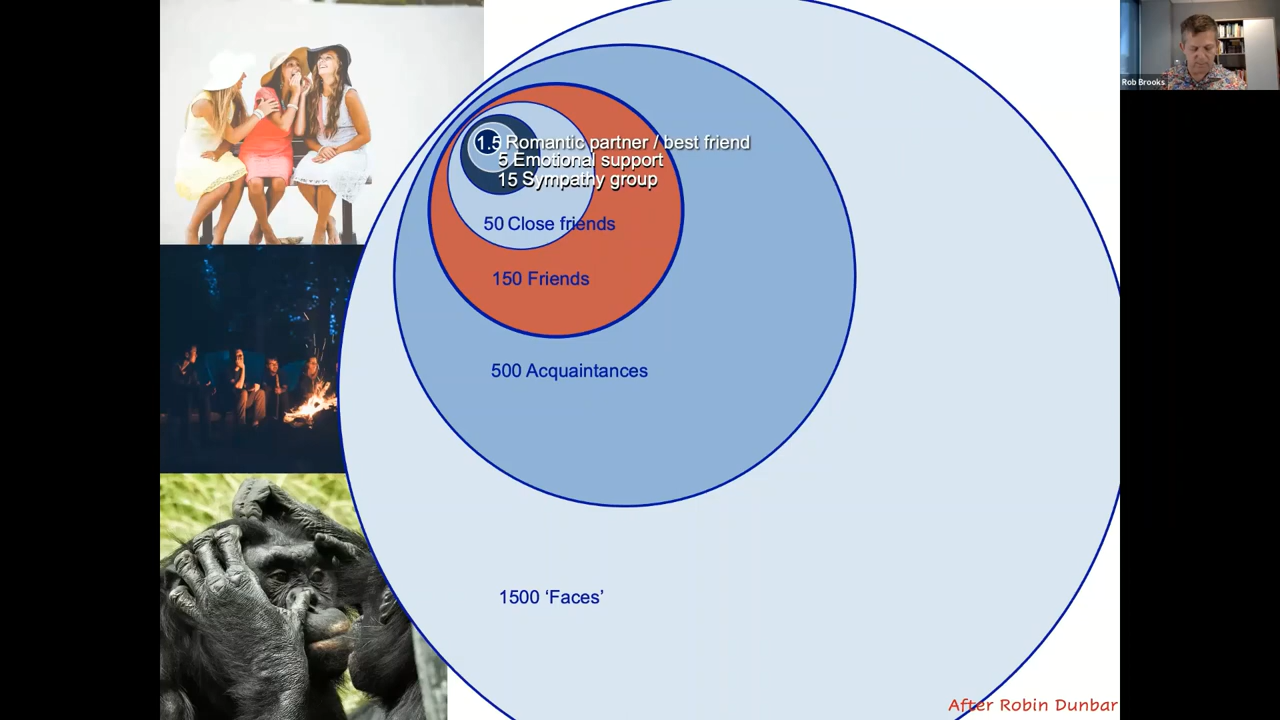 Rob Brooks
1.5 Romantic partner / best friend
5 Emotional support
15 Sympathy group
50 Close friends
150 Friends
500 Acquaintances
1500 ‘Faces’
After Robin Dunbar